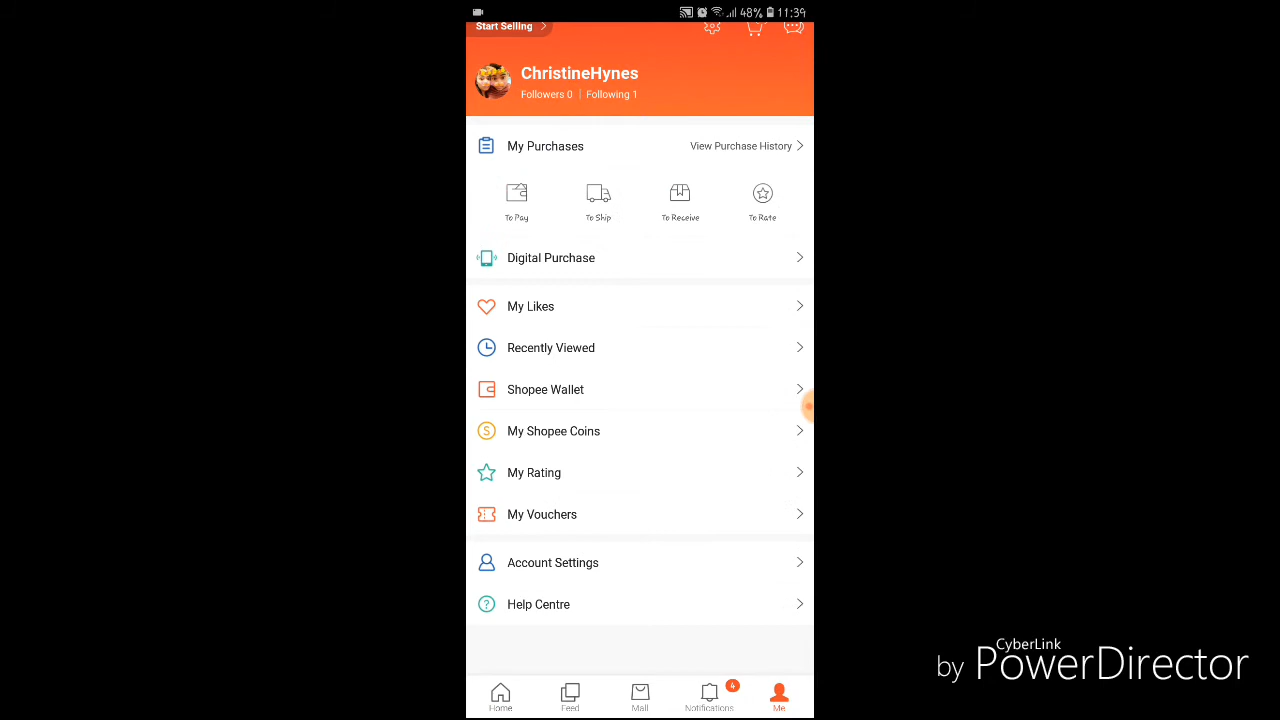 48% 11:39
Start Selling
ChristineHynes
Followers 0 | Following 1
My Purchases View Purchase History
To Pay To Ship To Receive To Rate
Digital Purchase
My Likes
Recently Viewed
Shopee Wallet
My Shopee Coins
My Rating
My Vouchers
Account Settings
Help Centre
4
Home Feed Mall Notifications Me
CyberLink
by PowerDirector